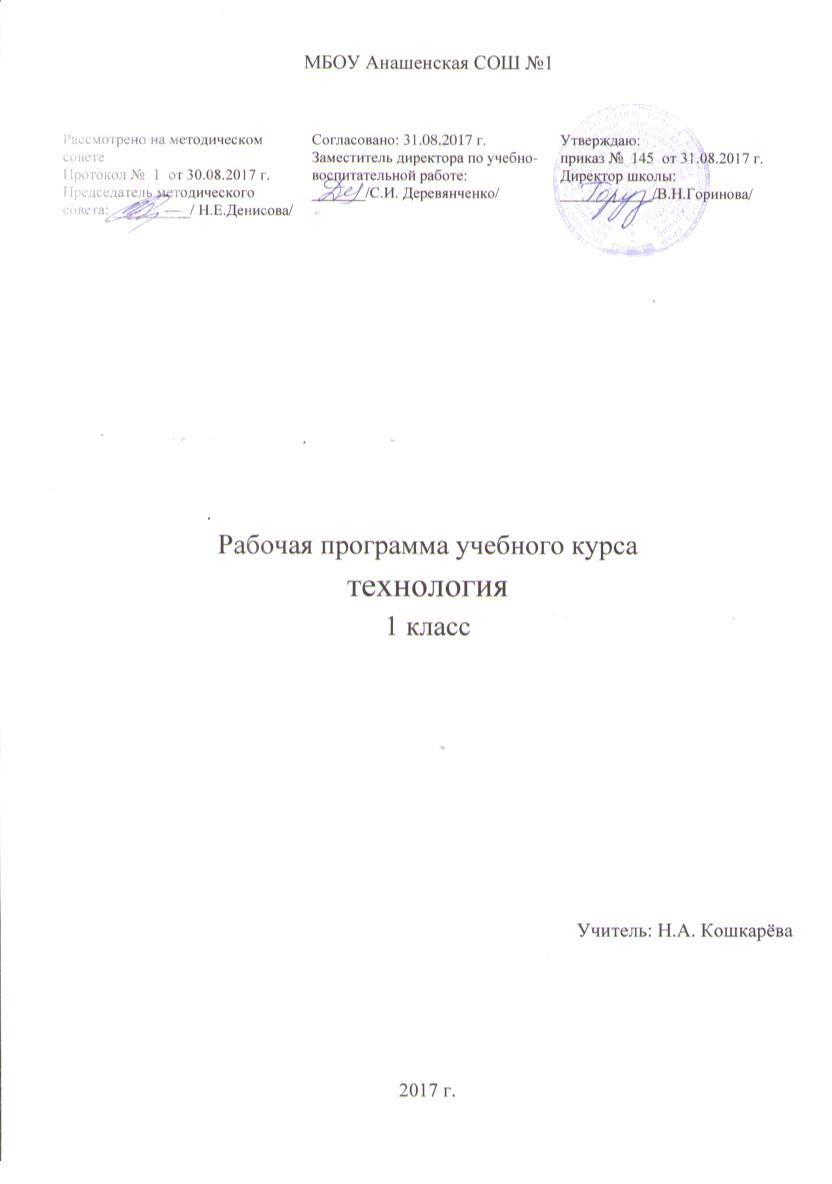 МБОУ Анашенская СОШ №1
Рассмотрено на методическом
совете
Протокол № 1 от 30.08.2017 г.
Председатель методического
совета: / Н.Е.Денисова/
Согласовано: 31.08.2017 г.
Заместитель директора по учебно-
воспитательной работе:
/С.И. Деревянченко/
Утверждаю:
приказ № 145 от 31.08.2017 г.
Директор школы:
/В.Н.Горинова/
Рабочая программа учебного курса
технология
1 класс
Учитель: Н.А. Кошкарёва
2017 г.